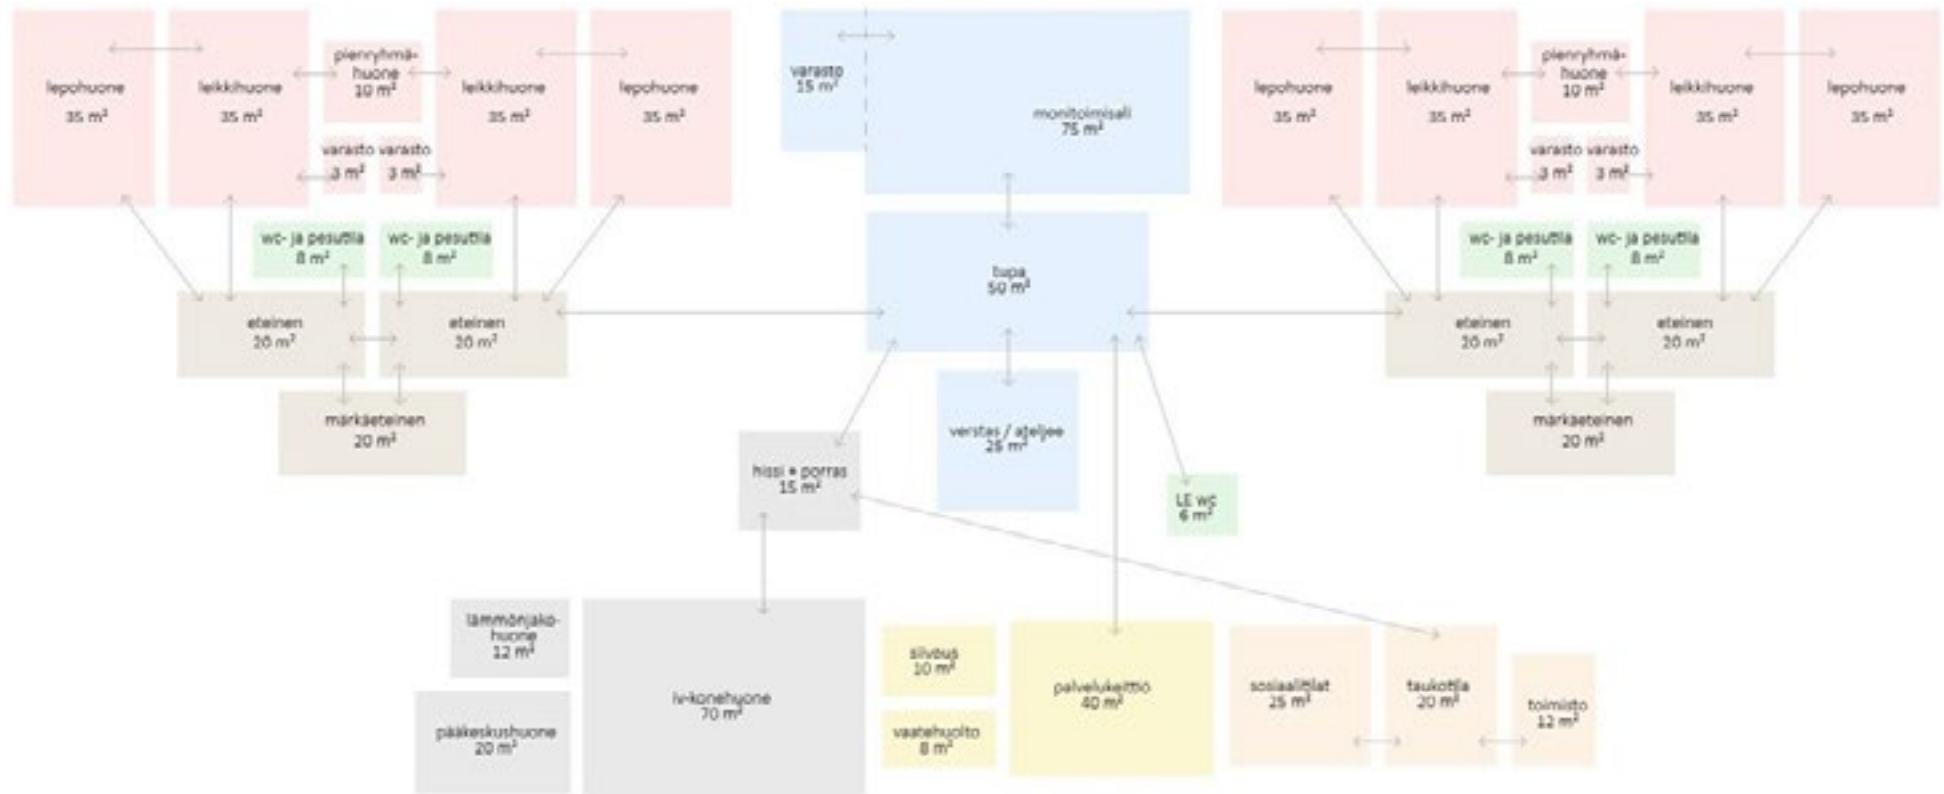 lepohuone
35 m²
leikkihuone
35 m²
pienryhmä-
huone
10 m²
leikkihuone
35 m²
lepohuone
35 m²
varasto
3 m²
varasto
3 m²
wc- ja pesutila
8 m²
wc- ja pesutila
8 m²
eteinen
20 m²
eteinen
20 m²
märkäeteinen
20 m²
varasto
15 m²
monitoimisali
75 m²
tupa
50 m²
verstas / ateljee
25 m²
hissi + porras
15 m²
LE wc
6 m²
lepohuone
35 m²
leikkihuone
35 m²
pienryhmä-
huone
10 m²
leikkihuone
35 m²
lepohuone
35 m²
varasto
3 m²
varasto
3 m²
wc- ja pesutila
8 m²
wc- ja pesutila
8 m²
eteinen
20 m²
eteinen
20 m²
märkäeteinen
20 m²
lämmönjako-
huone
12 m²
pääkeskushuone
20 m²
iv-konehuone
70 m²
siivous
10 m²
vaatehuolto
8 m²
palvelukeittiö
40 m²
sosiaalitilat
25 m²
taukotila
20 m²
toimisto
12 m²